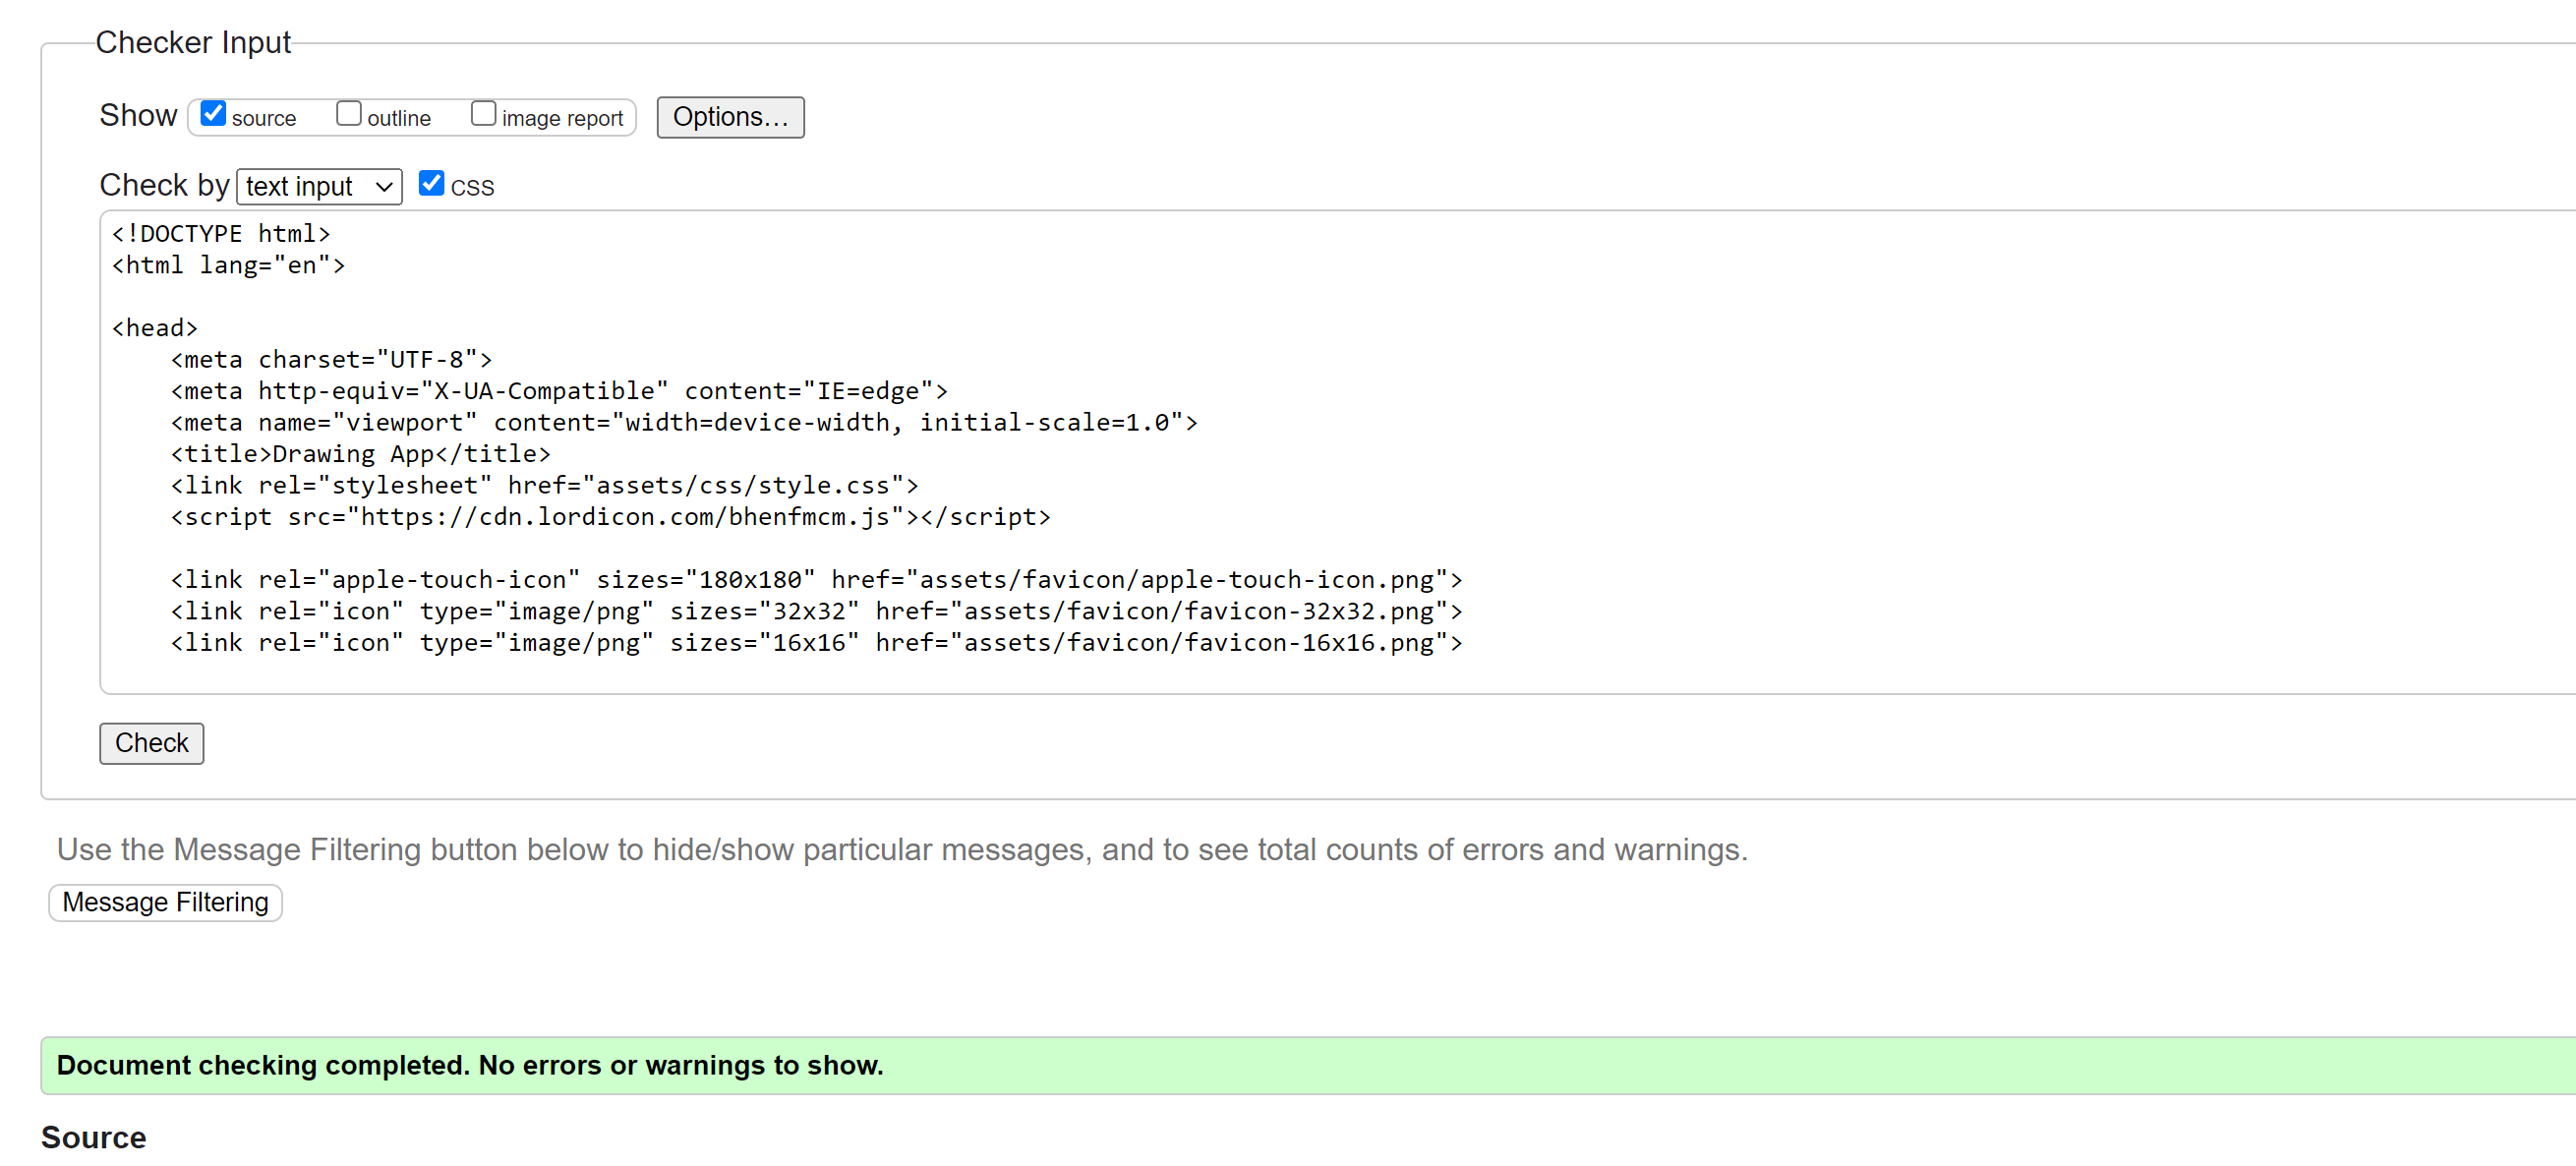 Checker Input
Show source outline image report Options...
Check by text input CSS
<!DOCTYPE html>
<html lang="en">
<head>
    <meta charset="UTF-8">
    <meta http-equiv="X-UA-Compatible" content="IE=edge">
    <meta name="viewport" content="width=device-width, initial-scale=1.0">
    <title>Drawing App</title>
    <link rel="stylesheet" href="assets/css/style.css">
    <script src="https://cdn.lordicon.com/bhenfmcm.js"></script>
    <link rel="apple-touch-icon" sizes="180x180" href="assets/favicon/apple-touch-icon.png">
    <link rel="icon" type="image/png" sizes="32x32" href="assets/favicon/favicon-32x32.png">
    <link rel="icon" type="image/png" sizes="16x16" href="assets/favicon/favicon-16x16.png">
Check
Use the Message Filtering button below to hide/show particular messages, and to see total counts of errors and warnings.
Message Filtering
Document checking completed. No errors or warnings to show.
Source